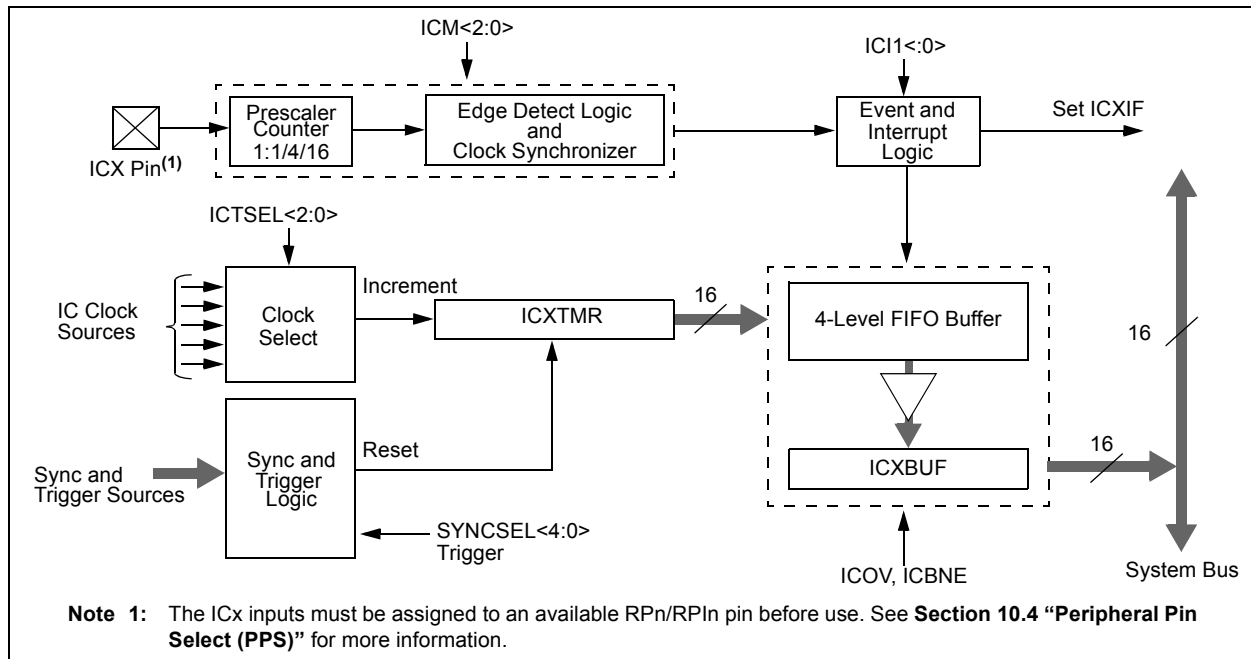 ICM<2:0>
ICI1<:0>
Prescaler
Counter
1:1/4/16
Edge Detect Logic
and
Clock Synchronizer
Event and
Interrupt
Logic
Set ICXIF
ICX Pin(1)
ICTSEL<2:0>
IC Clock
Sources
Clock
Select
Increment
ICXTMR
16
4-Level FIFO Buffer
16
Sync and
Trigger Sources
Sync and
Trigger
Logic
Reset
ICXBUF
16
SYNCSEL<4:0>
Trigger
ICOV, ICBNE
System Bus
Note 1: The ICx inputs must be assigned to an available RPn/RPIn pin before use. See Section 10.4 “Peripheral Pin
Select (PPS)” for more information.